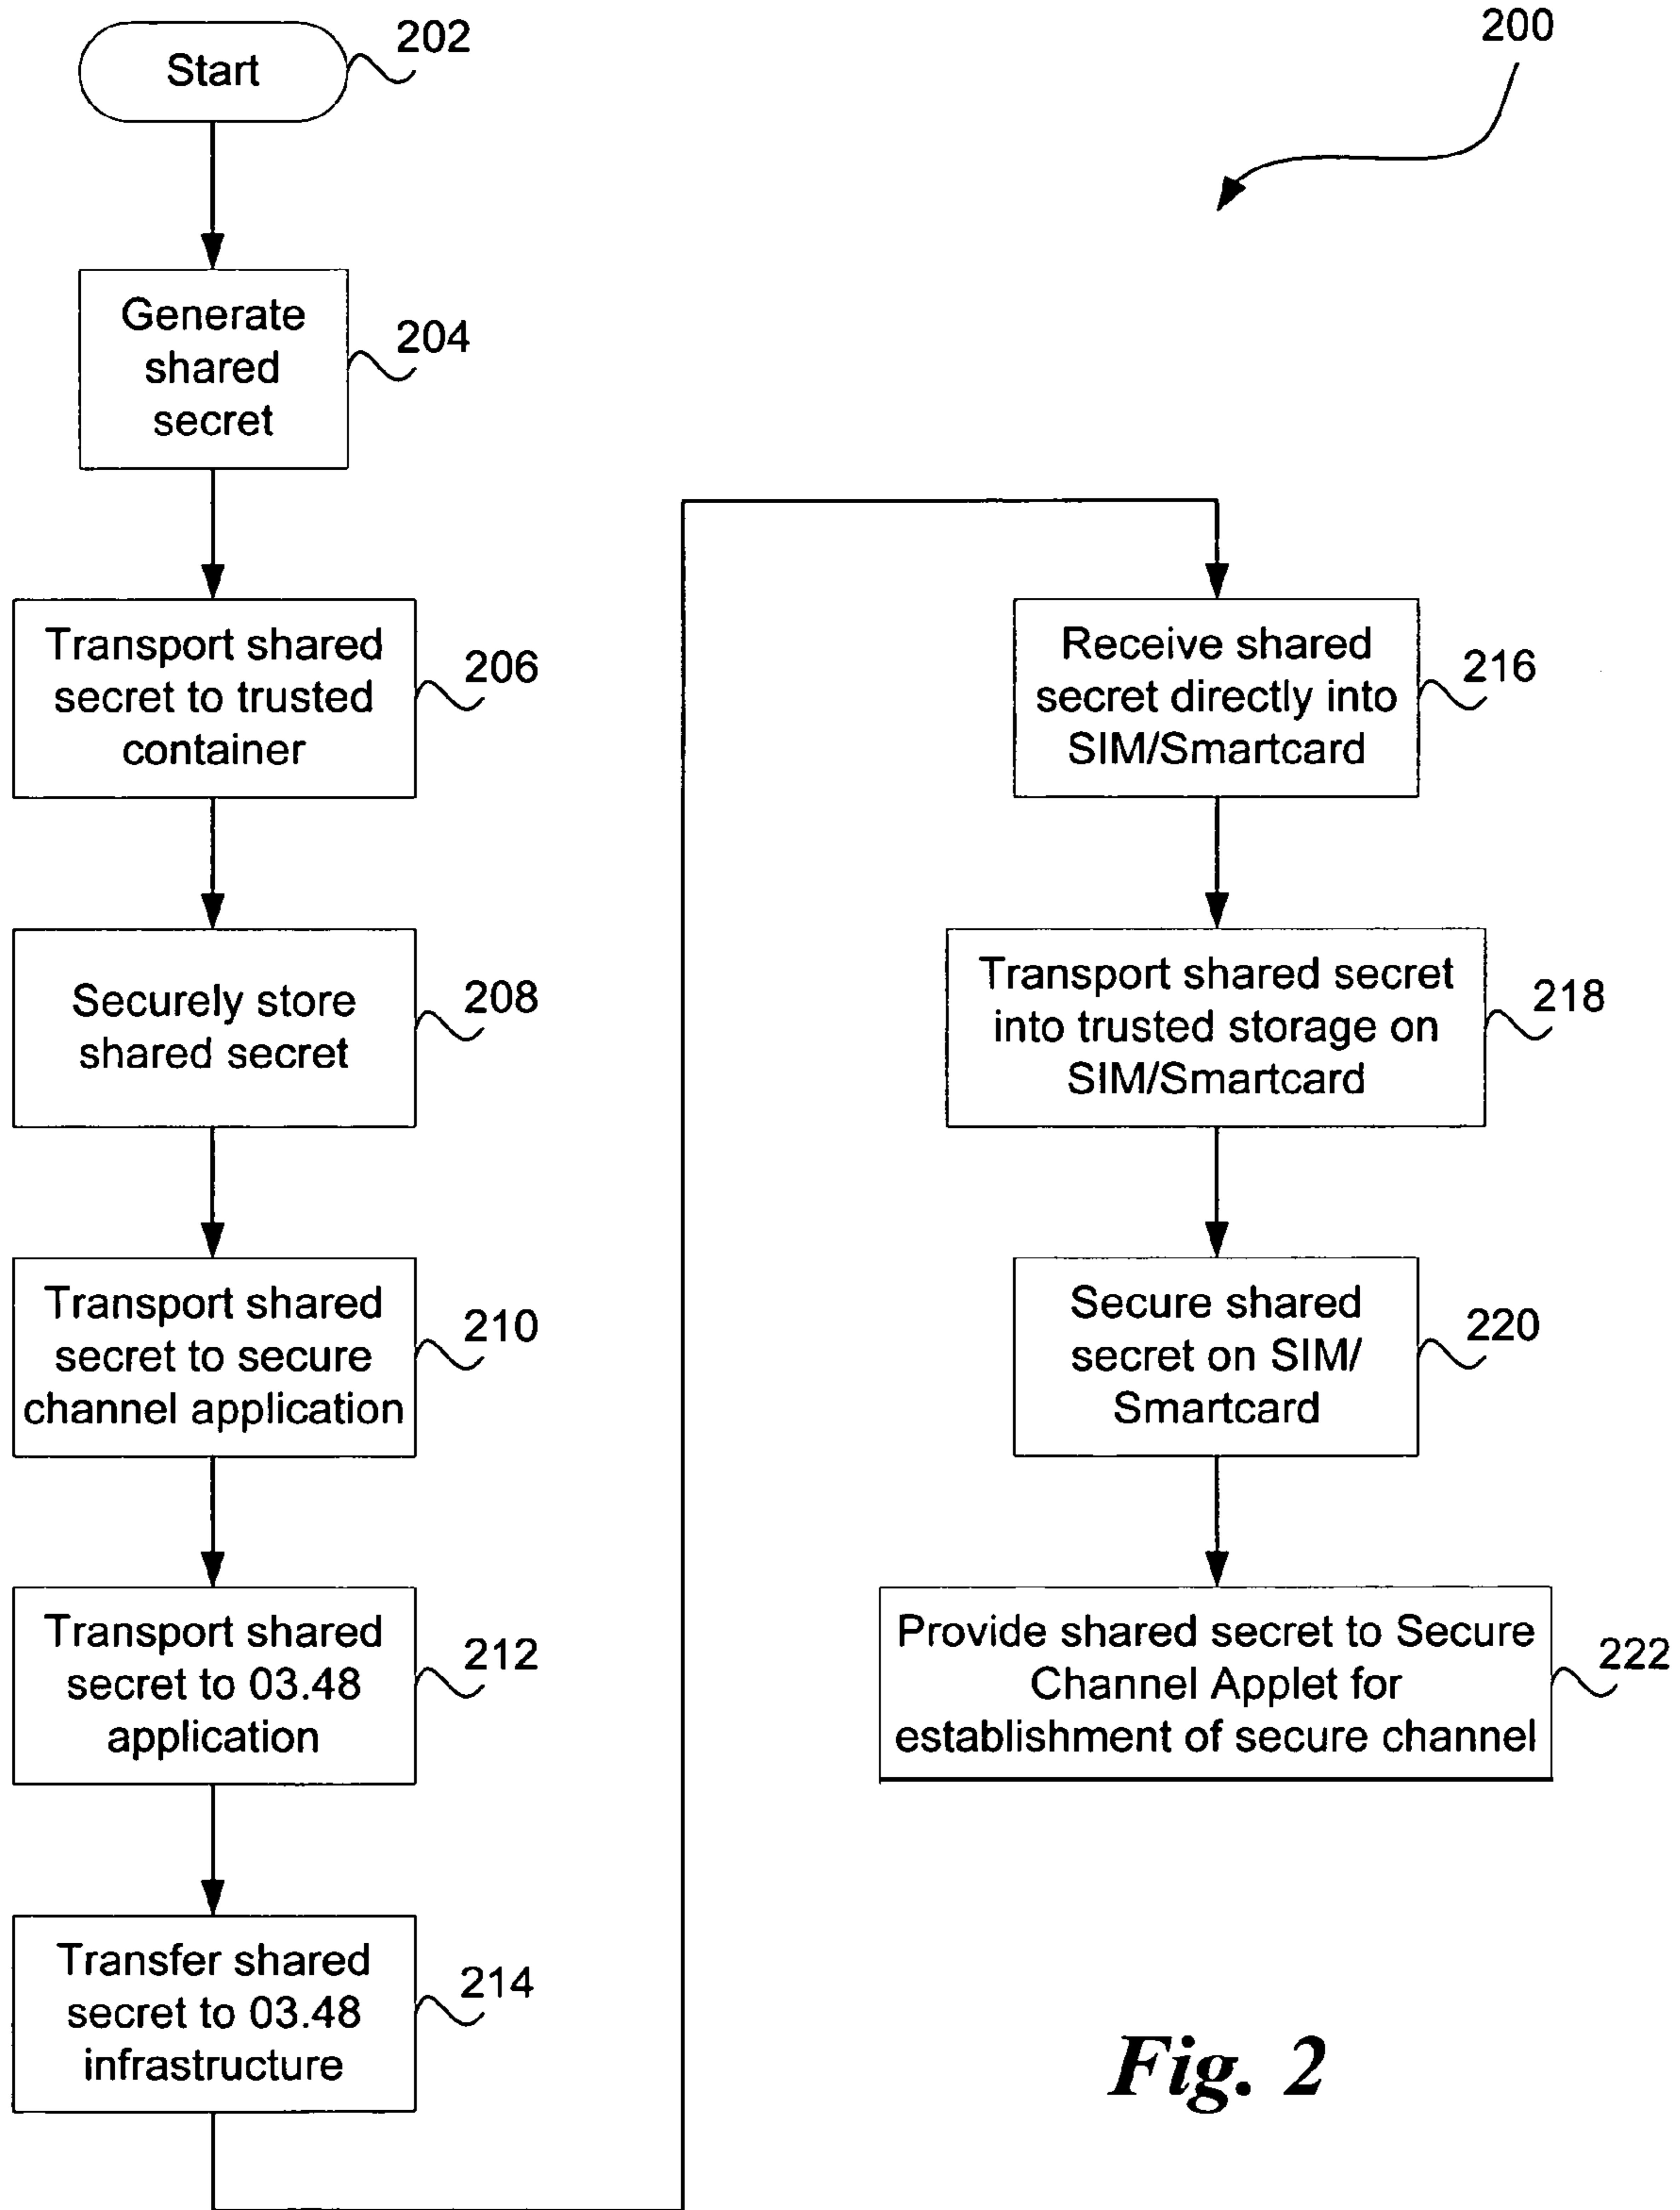 200
Start
202
Generate
shared
secret
204
Transport shared
secret to trusted
container
206
Securely store
shared secret
208
Transport shared
secret to secure
channel application
210
Transport shared
secret to 03.48
application
212
Transfer shared
secret to 03.48
infrastructure
214
Receive shared
secret directly into
SIM/Smartcard
216
Transport shared secret
into trusted storage on
SIM/Smartcard
218
Secure shared
secret on SIM/
Smartcard
220
Provide shared secret to Secure
Channel Applet for
establishment of secure channel
222
Fig. 2